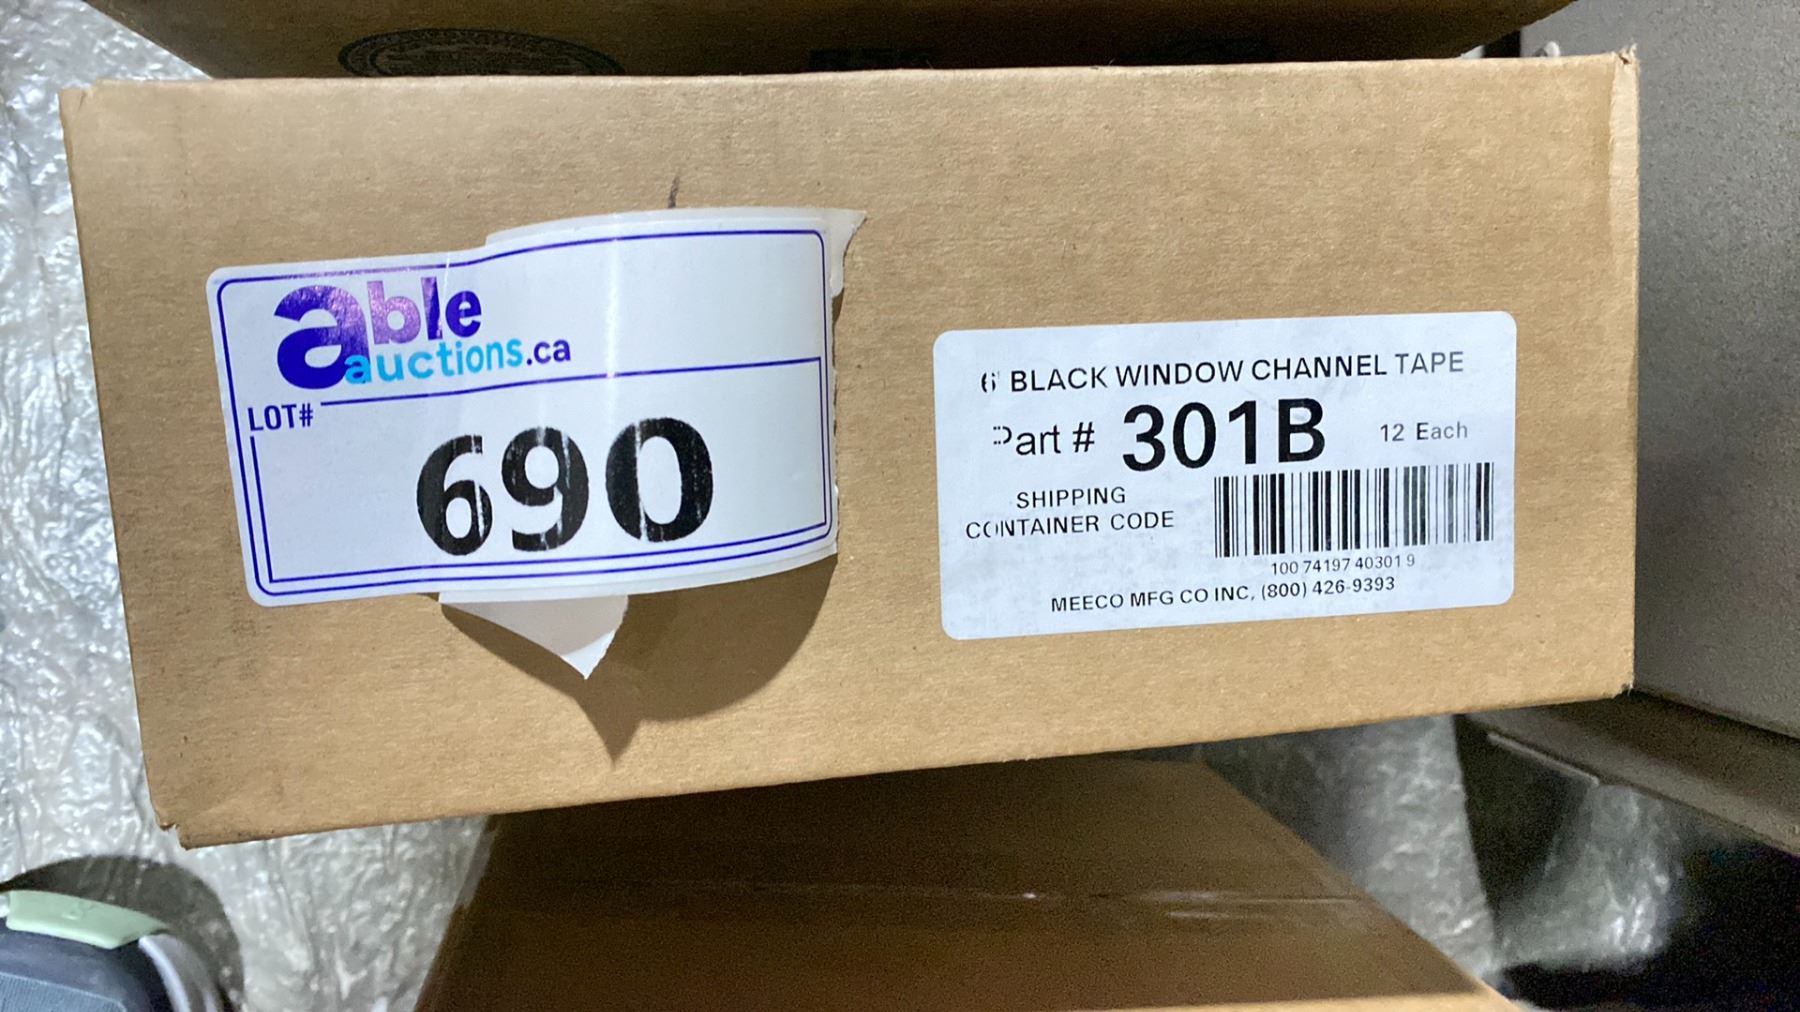 able
auctions.ca
LOT#
690
6' BLACK WINDOW CHANNEL TAPE
Part # 301B 12 Each
SHIPPING
CONTAINER CODE
100 74197 40301 9
MEECO MFG CO INC, (800) 426-9393